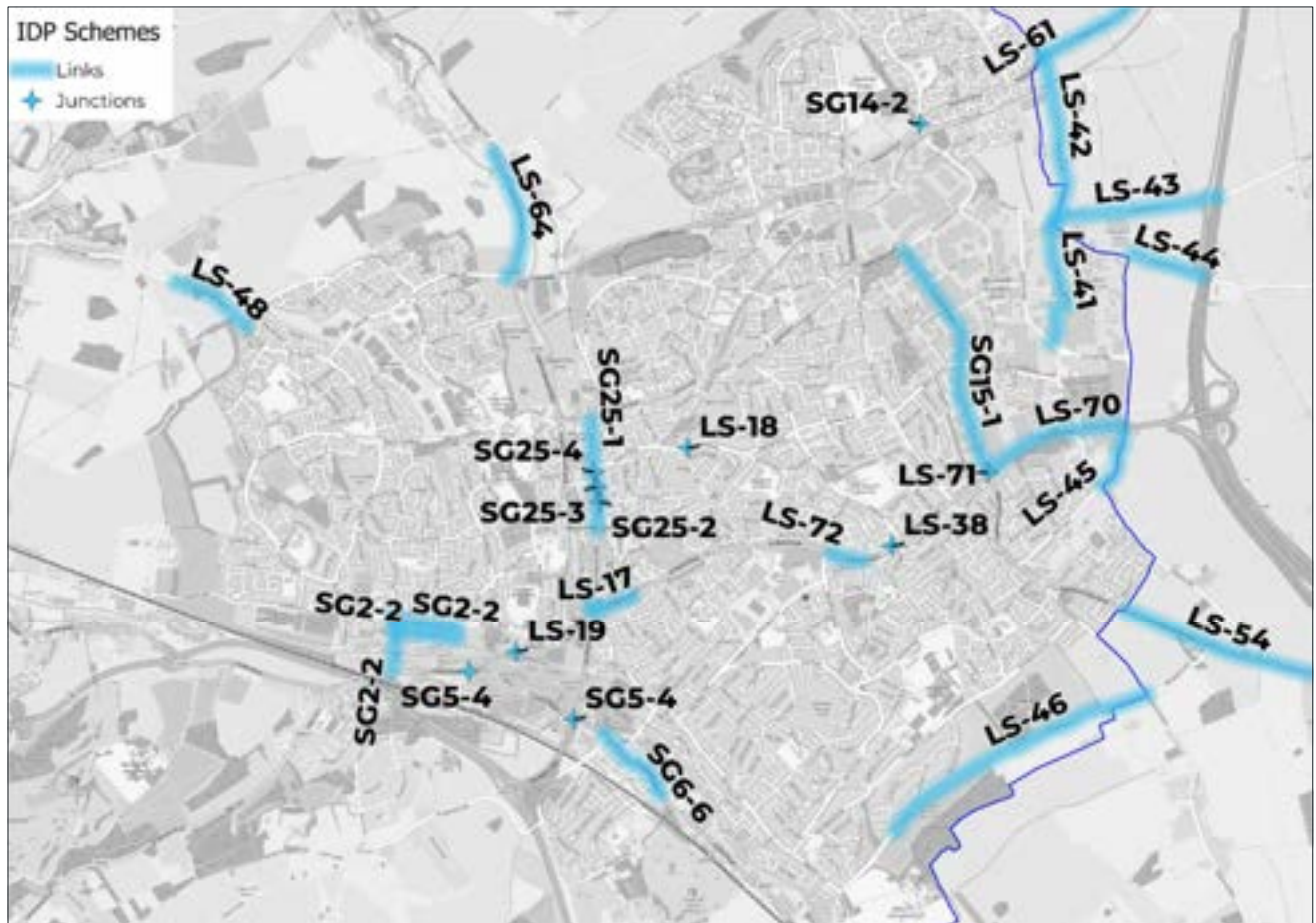 IDP Schemes
Links
Junctions
LS-61
SG14-2
LS-42
LS-64
LS-43
LS-44
LS-48
LS-41
SG15-1
SG25-1
LS-70
LS-18
SG25-4
LS-71
LS-45
SG25-3
SG25-2
LS-72
LS-38
LS-17
SG2-2
SG2-2
LS-19
LS-54
SG2-2
SG5-4
SG5-4
LS-46
SG6-6